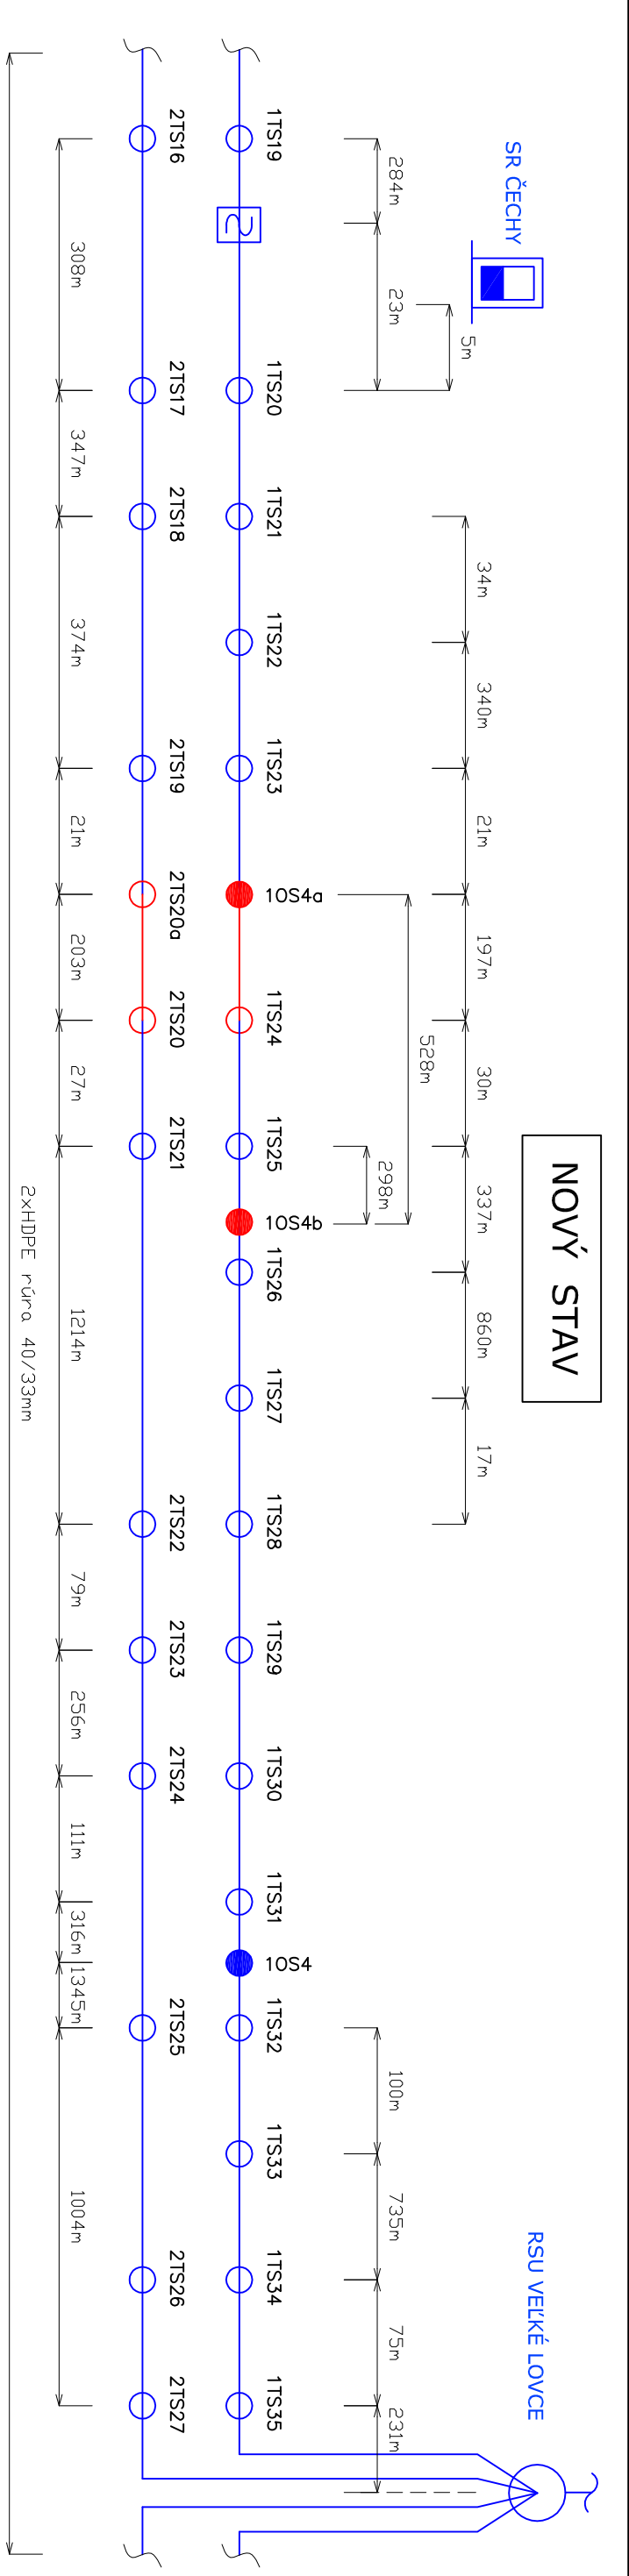 NOVÝ STAV
SR ČECHY
RSU VEĽKÉ LOVCE
34m 340m 21m 197m 30m 337m 860m 17m
5m
528m
284m 23m 298m 100m 735m 75m 231m
1TS19 1TS20 1TS21 1TS22 1TS23 1OS4a 1TS24 1TS25 1OS4b 1TS26 1TS27 1TS28 1TS29 1TS30 1TS31 1OS4 1TS32 1TS33 1TS34 1TS35
2TS16 2TS17 2TS18 2TS19 2TS20a 2TS20 2TS21 2TS22 2TS23 2TS24 2TS25 2TS26 2TS27
308m 347m 374m 21m 203m 27m 1214m 79m 256m 111m 316m 1345m 1004m
2xHDPE rúra 40/33mm